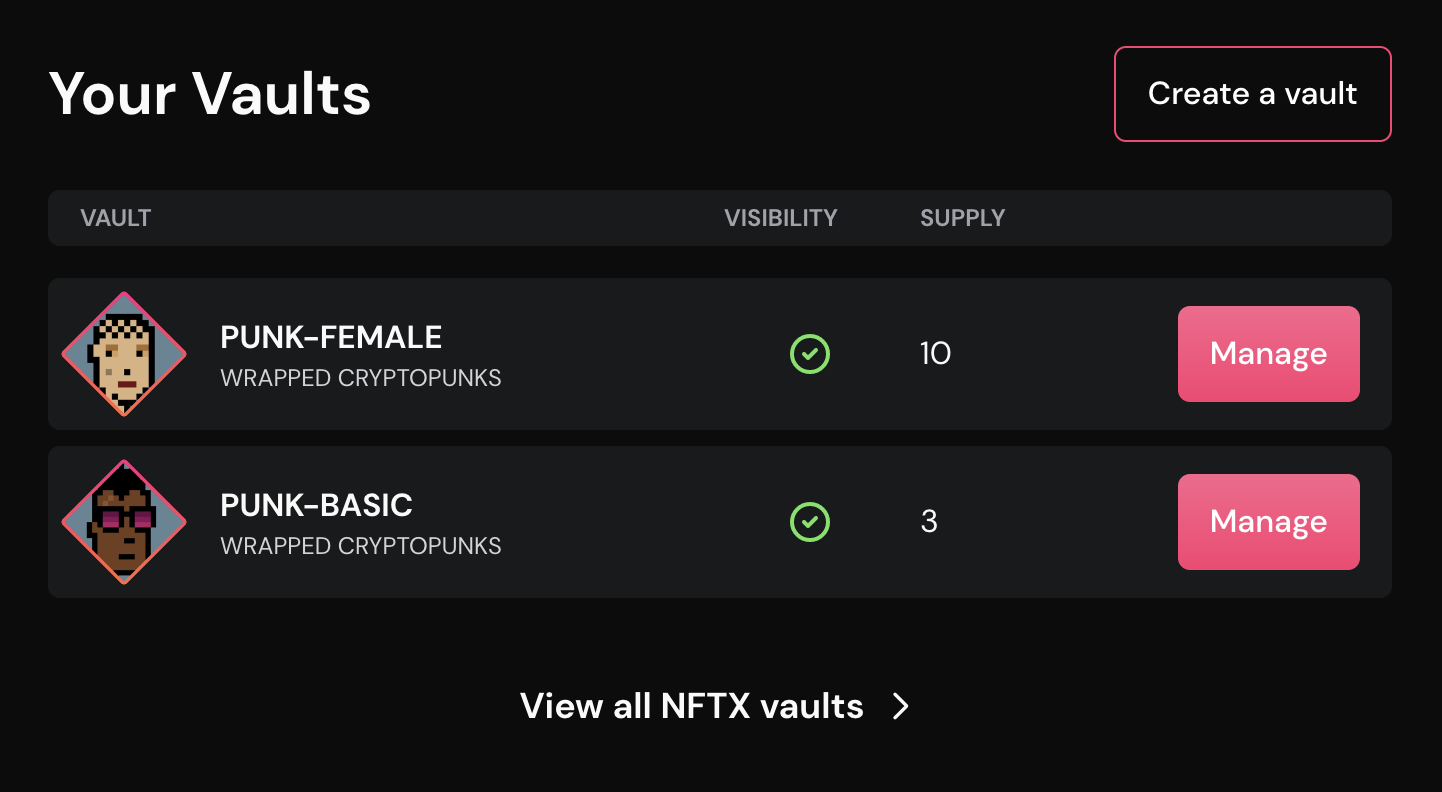 Your Vaults
Create a vault
VAULT VISIBILITY SUPPLY
PUNK-FEMALE
WRAPPED CRYPTOPUNKS
10
Manage
PUNK-BASIC
WRAPPED CRYPTOPUNKS
3
Manage
View all NFTX vaults